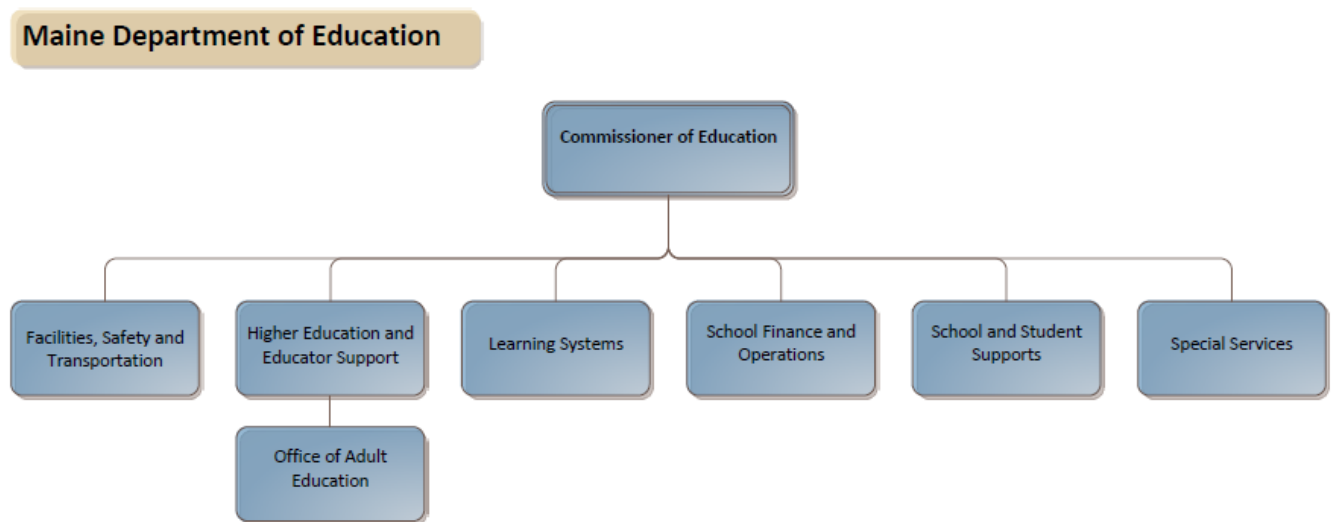 Maine Department of Education
Commissioner of Education
Facilities, Safety and
Transportation
Higher Education and
Educator Support
Learning Systems
School Finance and
Operations
School and Student
Supports
Special Services
Office of Adult
Education